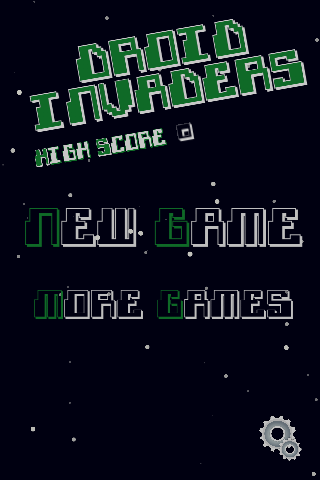 DROID
INVADERS
HIGH SCORE 0
NEW GAME
MORE GAMES